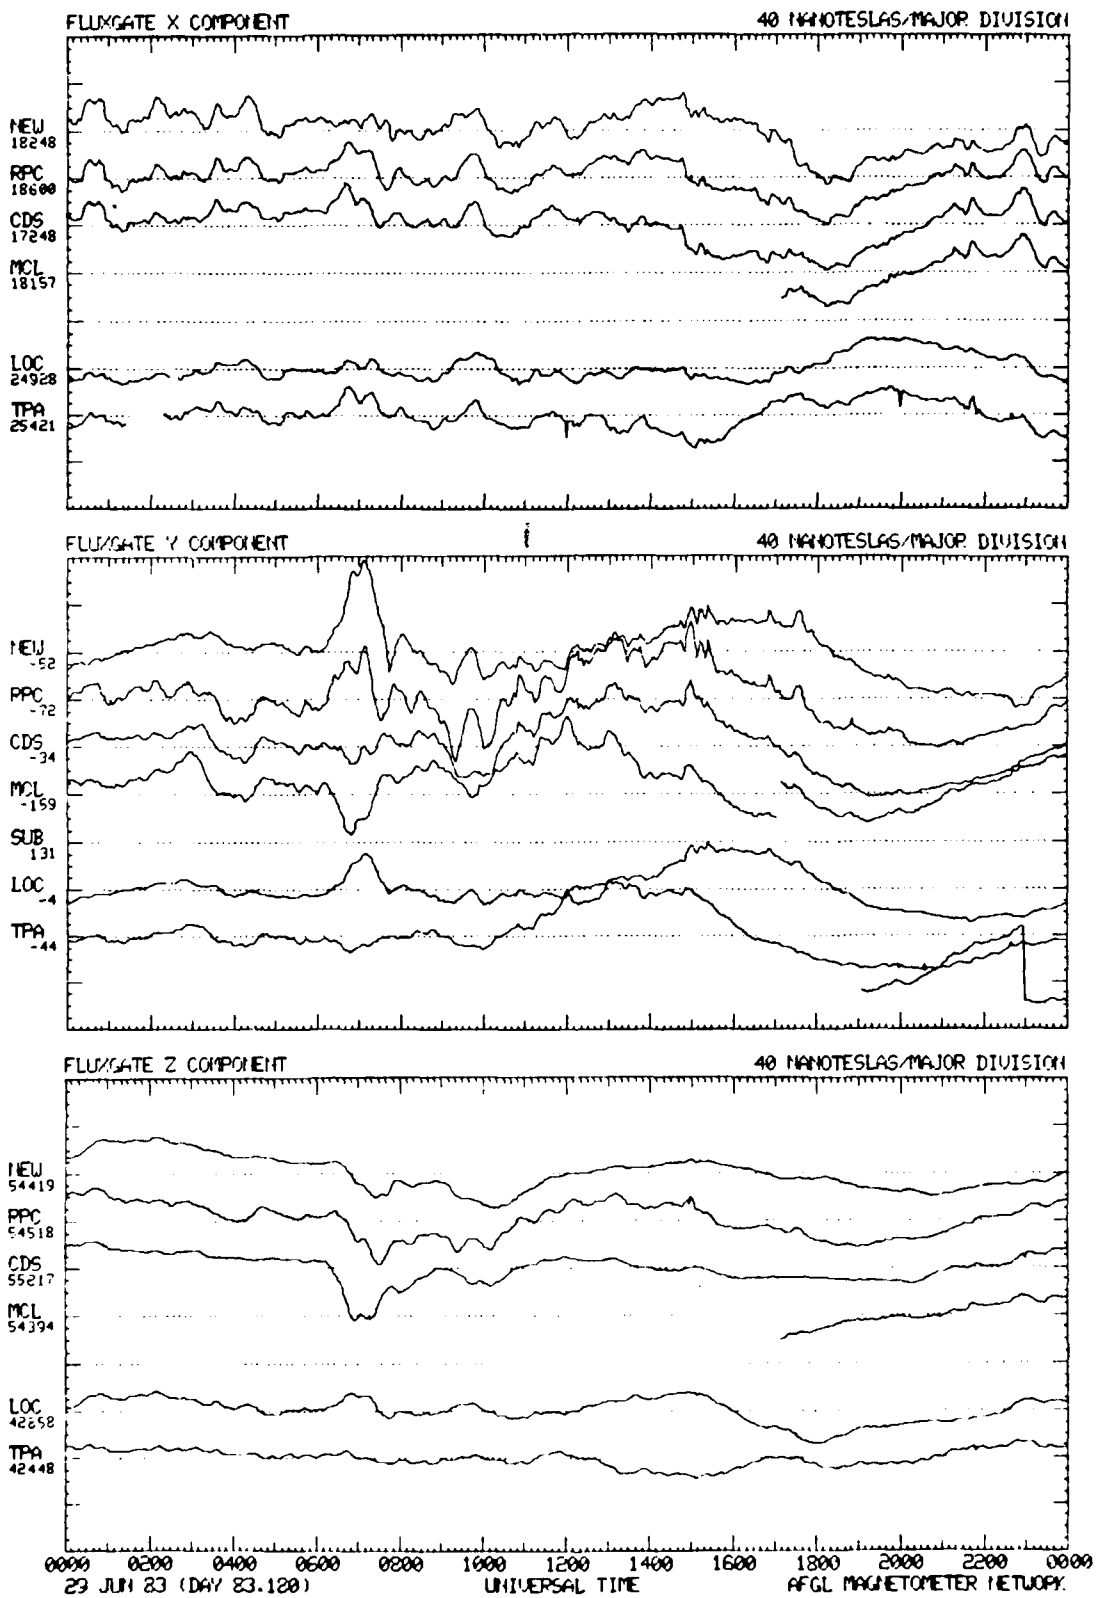 FLUXGATE X COMPONENT 40 NANOTESLAS/MAJOR DIVISION
NEW
18248
RPC
18600
CDS
17248
MCL
18157
LOC
24928
TPA
25421
FLUXGATE Y COMPONENT 40 NANOTESLAS/MAJOR DIVISION
NEW
-52
RPC
-72
CDS
-34
MCL
-159
SUB
131
LOC
-4
TPA
-44
FLUXGATE Z COMPONENT 40 NANOTESLAS/MAJOR DIVISION
NEW
54419
RPC
54518
CDS
55217
MCL
54394
LOC
TPA
42448
0000 0200 0400 0600 0800 1000 1200 1400 1600 1800 2000 2200 0000
29 JUN 83 (DAY 83.180) UNIVERSAL TIME AFGL MAGNETOMETER NETWORK